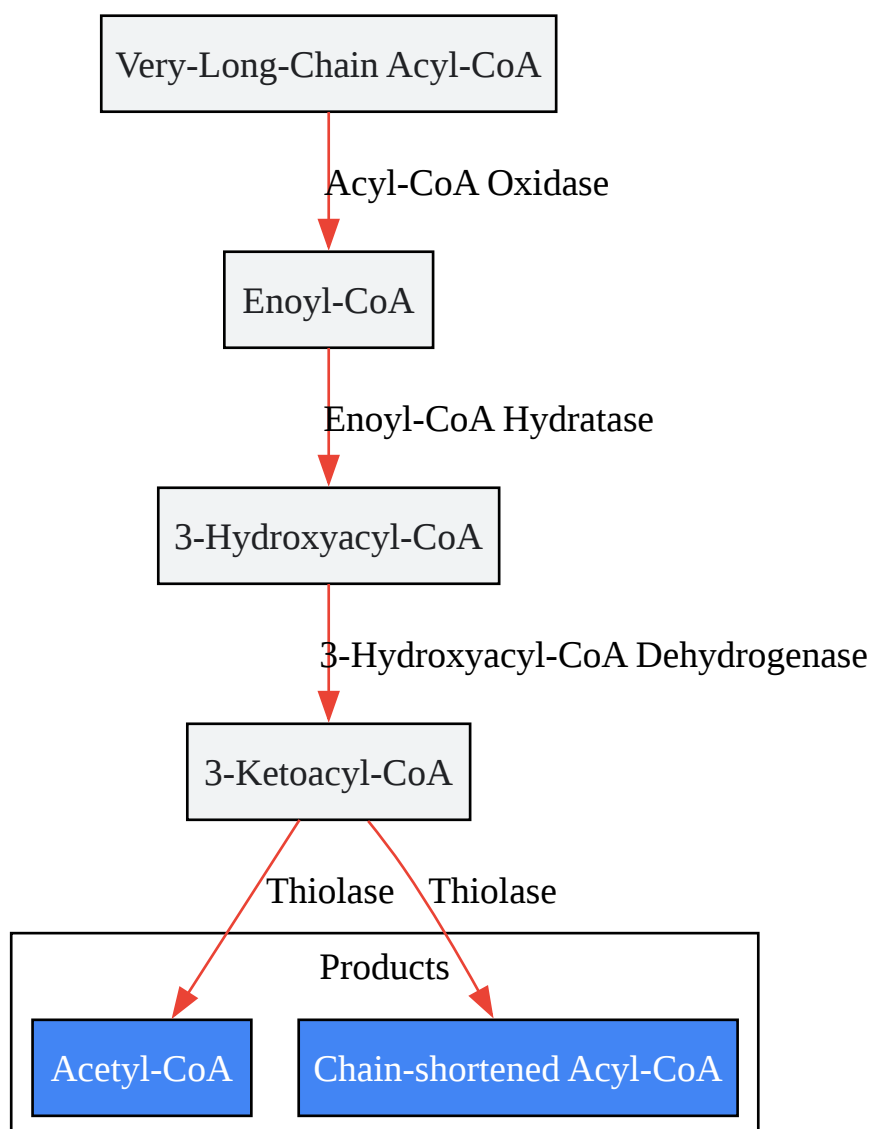 Very-Long-Chain Acyl-CoA
Acyl-CoA Oxidase
Enoyl-CoA
Enoyl-CoA Hydratase
3-Hydroxyacyl-CoA
3-Hydroxyacyl-CoA Dehydrogenase
3-Ketoacyl-CoA
Thiolase
Thiolase
Products
Acetyl-CoA
Chain-shortened Acyl-CoA